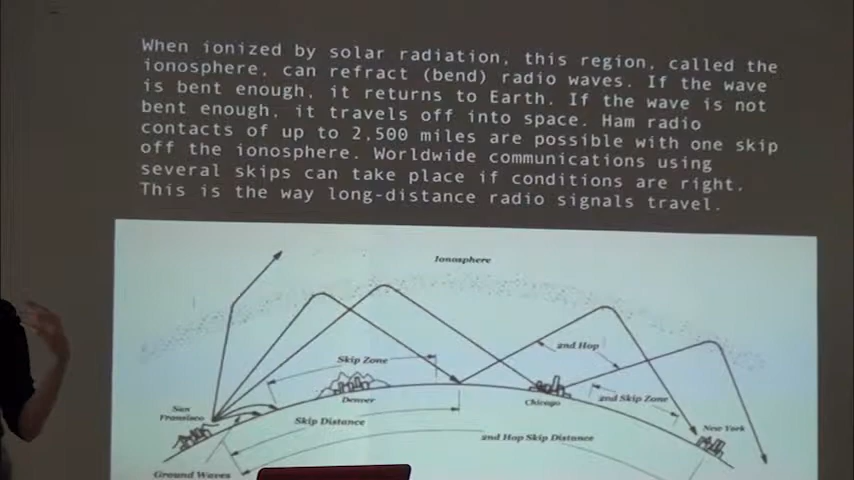 When ionized by solar radiation, this region, called the
ionosphere, can refract (bend) radio waves. If the wave
is bent enough, it returns to Earth. If the wave is not
bent enough, it travels off into space. Ham radio
contacts of up to 2,500 miles are possible with one skip
off the ionosphere. Worldwide communications using
several skips can take place if conditions are right.
This is the way long-distance radio signals travel.
Ionosphere
2nd Hop
Skip Zone
Denver
Chicago
2nd Skip Zone
San
Fransisco
Skip Distance
New York
2nd Hop Skip Distance
Ground Waves